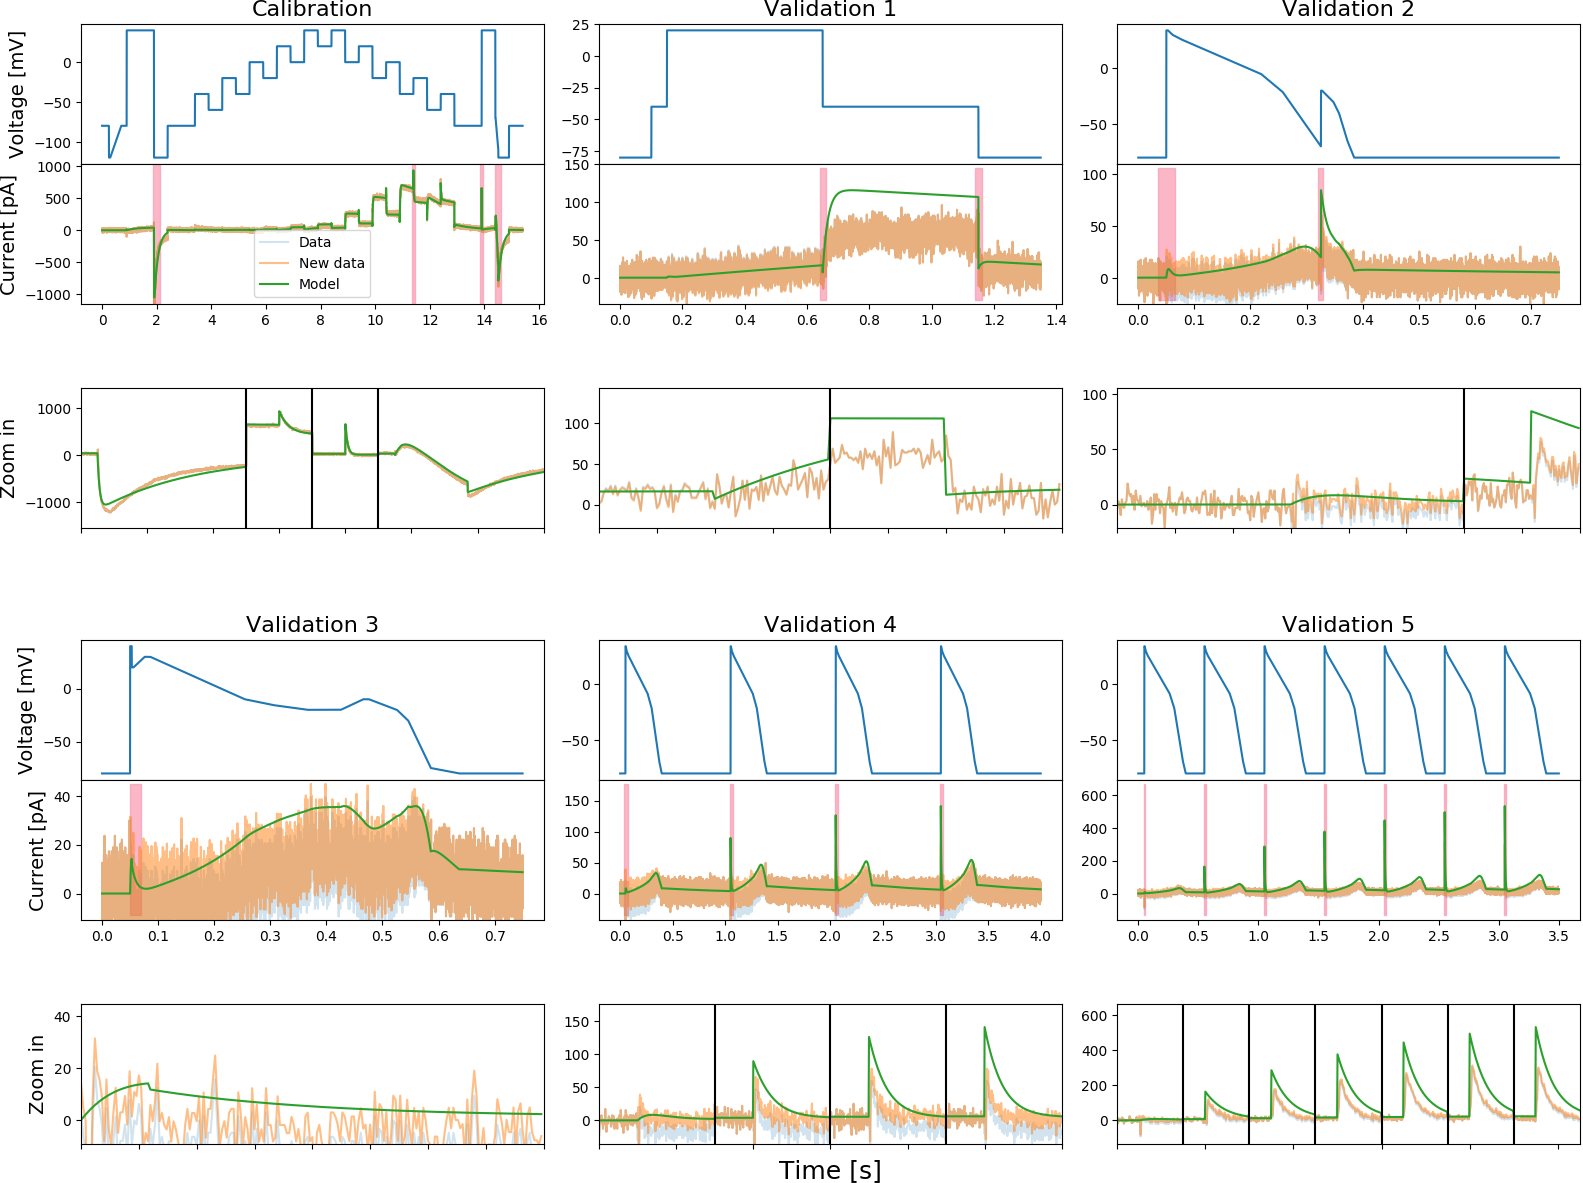 Calibration
Validation 1
Validation 2
Voltage [mV]
0
−50
−100
25
0
−25
−50
−75
0
−50
Current [pA]
1000
500
0
−500
−1000
Data
New data
Model
150
100
50
0
100
50
0
0 2 4 6 8 10 12 14 16
0.0 0.2 0.4 0.6 0.8 1.0 1.2 1.4
0.0 0.1 0.2 0.3 0.4 0.5 0.6 0.7
Zoom in
1000
0
−1000
100
50
0
100
50
0
Validation 3
Validation 4
Validation 5
Voltage [mV]
0
−50
0
−50
0
−50
Current [pA]
40
20
0
150
100
50
0
600
400
200
0
0.0 0.1 0.2 0.3 0.4 0.5 0.6 0.7
0.0 0.5 1.0 1.5 2.0 2.5 3.0 3.5 4.0
0.0 0.5 1.0 1.5 2.0 2.5 3.0 3.5
Zoom in
40
20
0
150
100
50
0
600
400
200
0
Time [s]